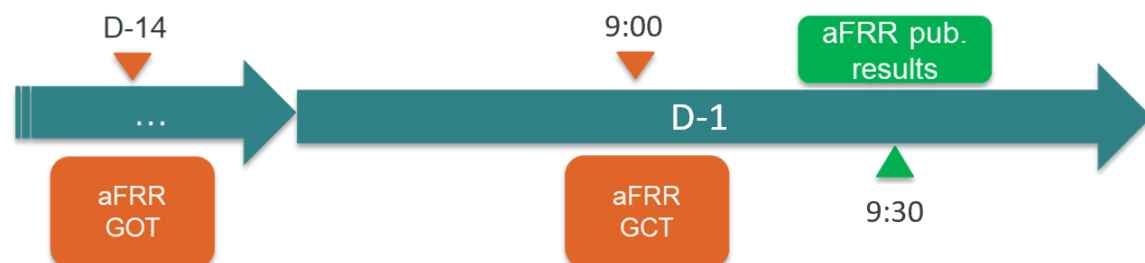 D-14
9:00
aFRR pub.
results
...
D-1
aFRR
GOT
aFRR
GCT
9:30